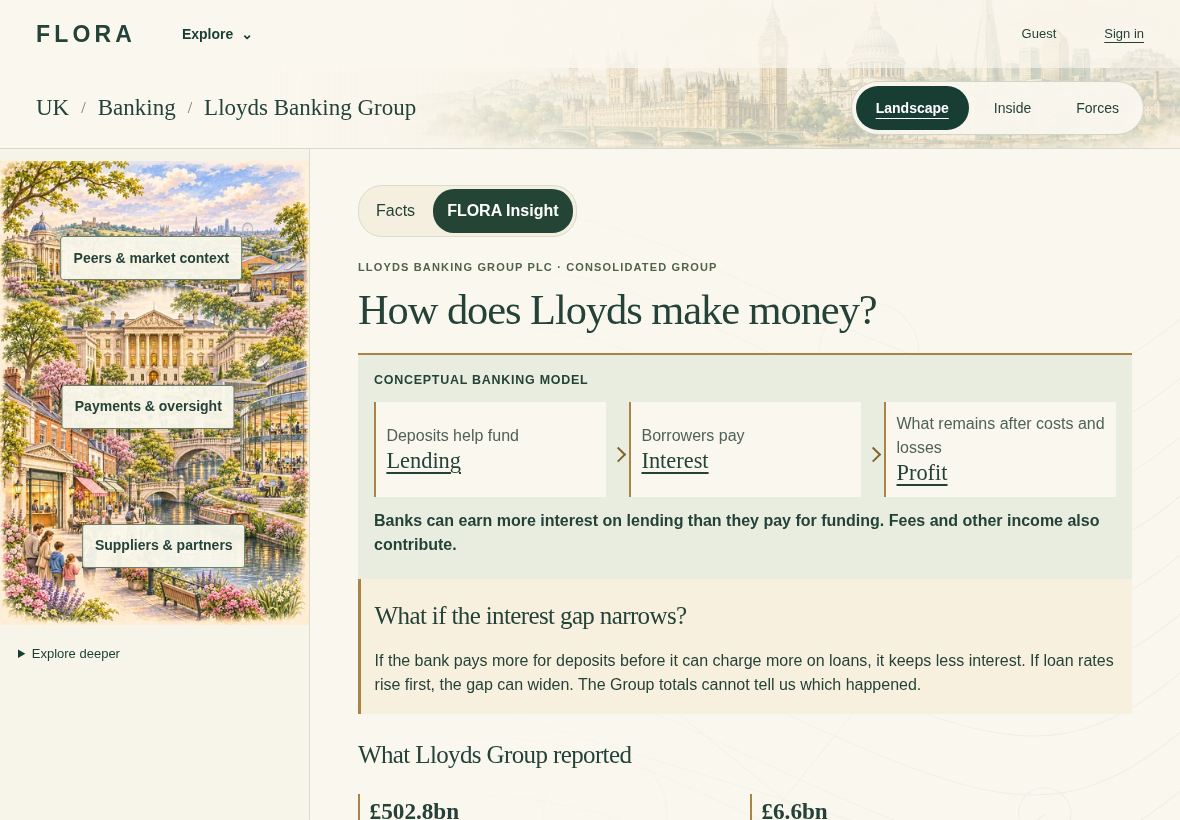 FLORA
Explore
Guest
Sign in
UK / Banking / Lloyds Banking Group
Landscape
Inside
Forces
Peers & market context
Payments & oversight
Suppliers & partners
Explore deeper
Facts
FLORA Insight
LLOYDS BANKING GROUP PLC · CONSOLIDATED GROUP
How does Lloyds make money?
CONCEPTUAL BANKING MODEL
Deposits help fund
Lending
Borrowers pay
Interest
What remains after costs and
losses
Profit
Banks can earn more interest on lending than they pay for funding. Fees and other income also
contribute.
What if the interest gap narrows?
If the bank pays more for deposits before it can charge more on loans, it keeps less interest. If loan rates
rise first, the gap can widen. The Group totals cannot tell us which happened.
What Lloyds Group reported
£502.8bn
£6.6bn